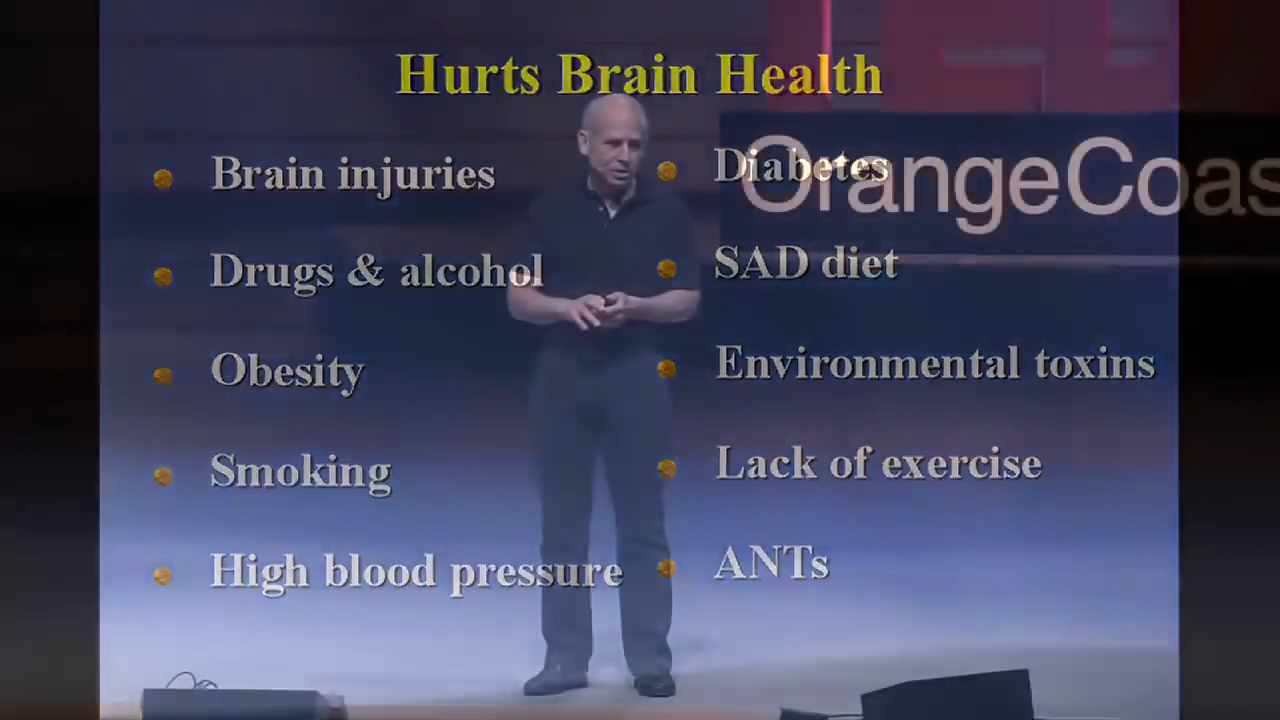 Hurts Brain Health
Brain injuries
Drugs & alcohol
Obesity
Smoking
High blood pressure
Diabetes
SAD diet
Environmental toxins
Lack of exercise
ANTs
OrangeCoas